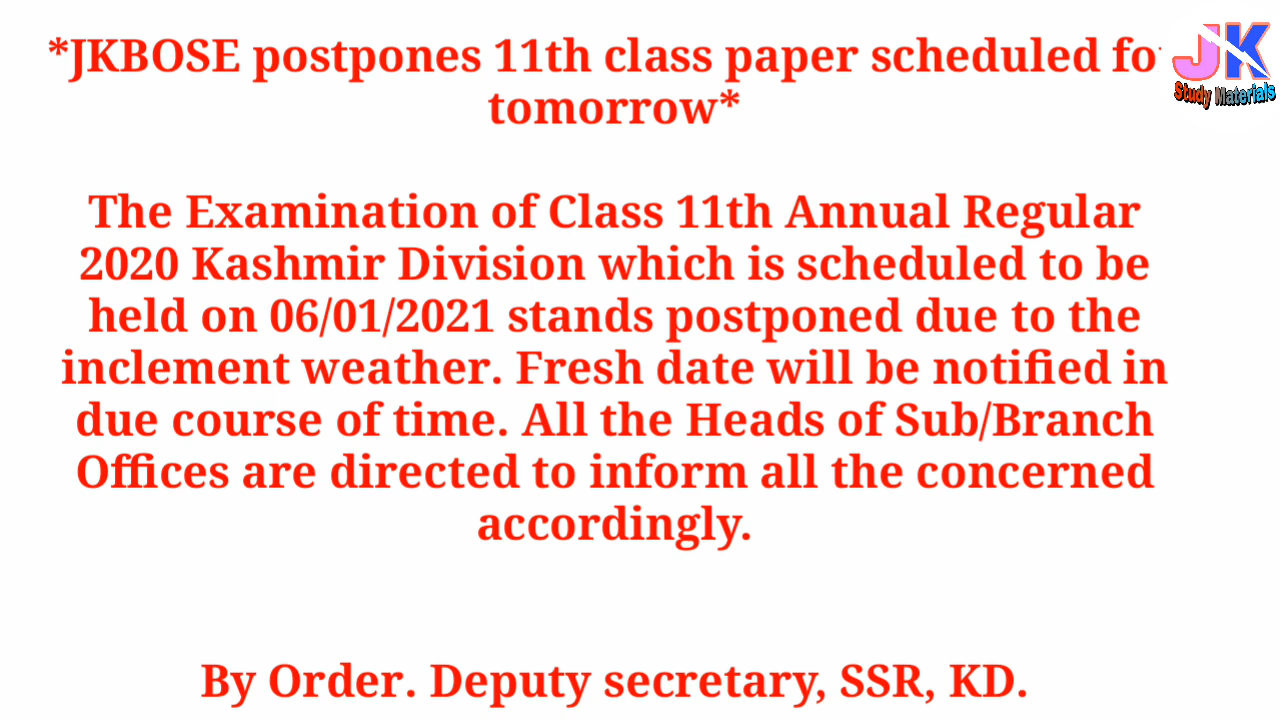 *JKBOSE postpones 11th class paper scheduled for
tomorrow*
The Examination of Class 11th Annual Regular
2020 Kashmir Division which is scheduled to be
held on 06/01/2021 stands postponed due to the
inclement weather. Fresh date will be notified in
due course of time. All the Heads of Sub/Branch
Offices are directed to inform all the concerned
accordingly.
By Order. Deputy secretary, SSR, KD.
JK
Study Materials